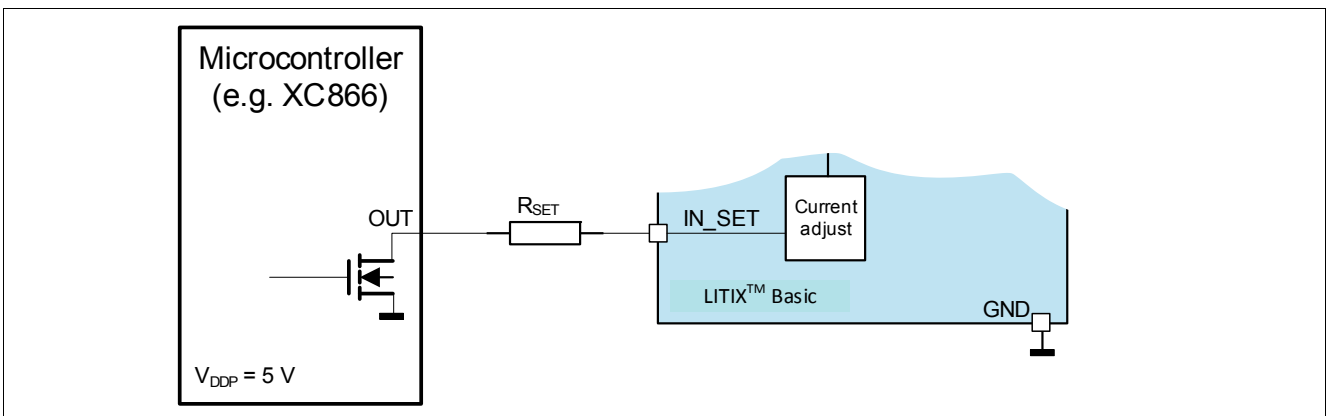 Microcontroller
(e.g. XC866)
OUT
RSET
IN_SET
Current
adjust
LITIX™ Basic
GND
VDDP = 5 V